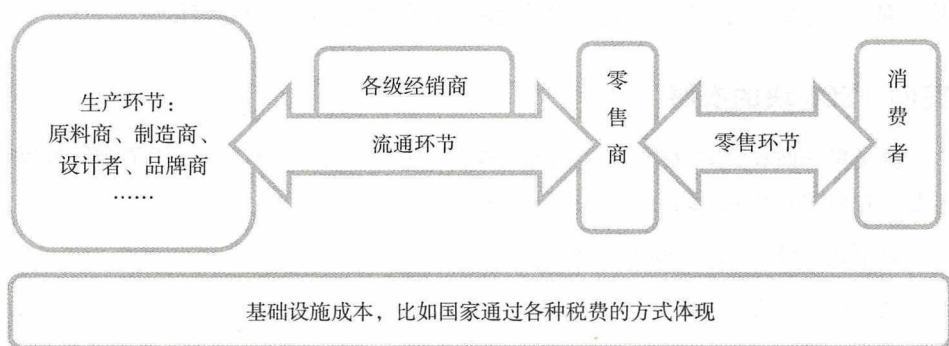 生产环节：
原料商、制造商、
设计者、品牌商
……
各级经销商
流通环节
零售商
零售环节
消费者
基础设施成本，比如国家通过各种税费的方式体现